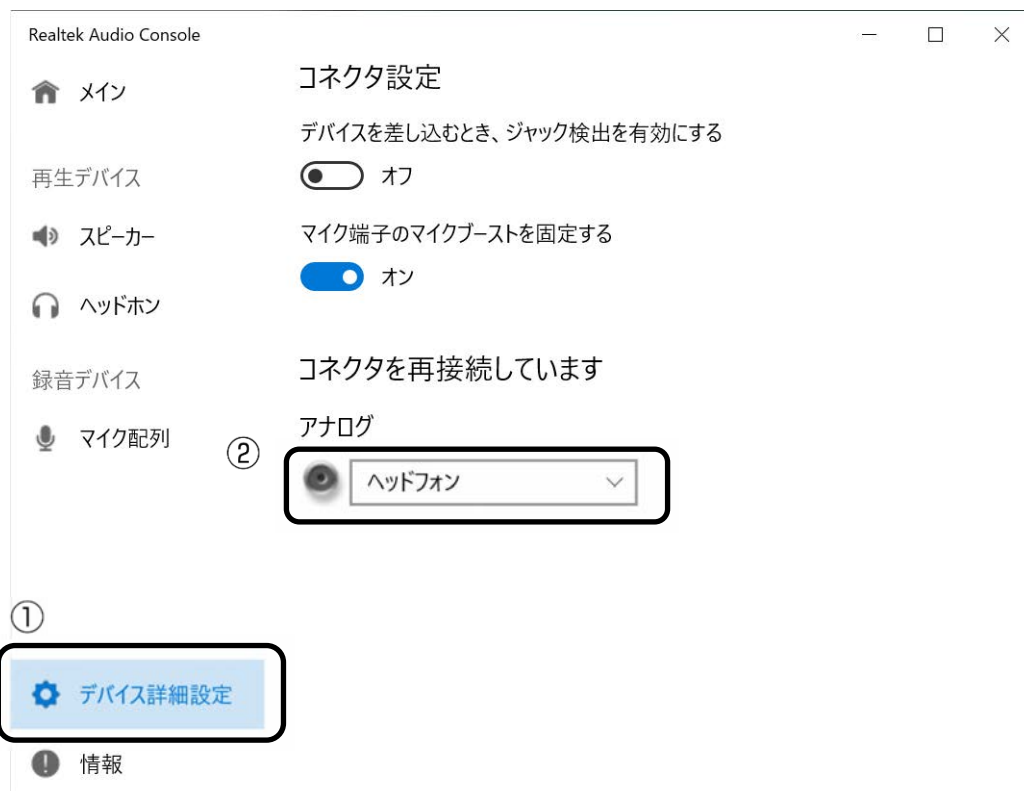 Realtek Audio Console
メイン
再生デバイス
スピーカー
ヘッドホン
録音デバイス
マイク配列
①
デバイス詳細設定
情報
コネクタ設定
デバイスを差し込むとき、ジャック検出を有効にする
オフ
マイク端子のマイクブーストを固定する
オン
コネクタを再接続しています
アナログ
②
ヘッドフォン